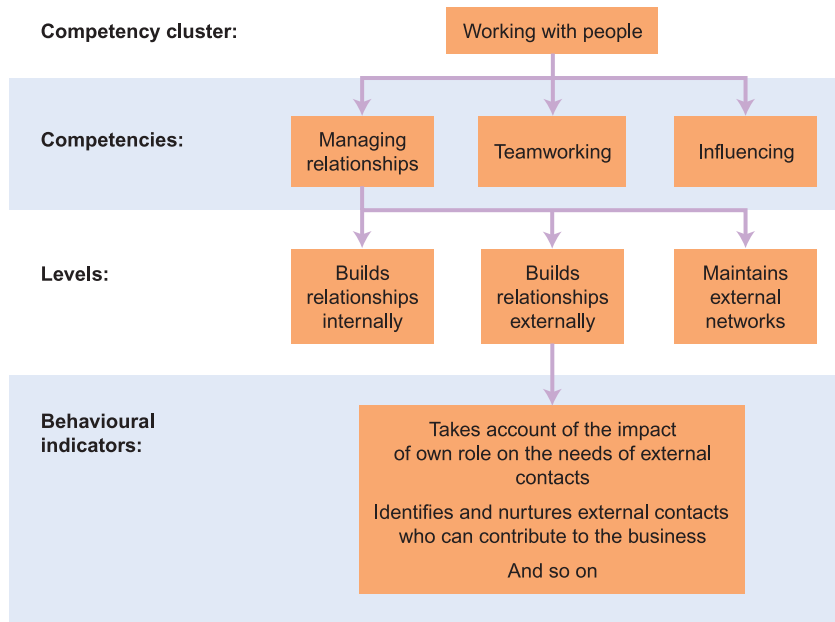 Competency cluster:
Working with people
Competencies:
Managing
relationships
Teamworking
Influencing
Levels:
Builds
relationships
internally
Builds
relationships
externally
Maintains
external
networks
Behavioural
indicators:
Takes account of the impact
of own role on the needs of external
contacts
Identifies and nurtures external contacts
who can contribute to the business
And so on